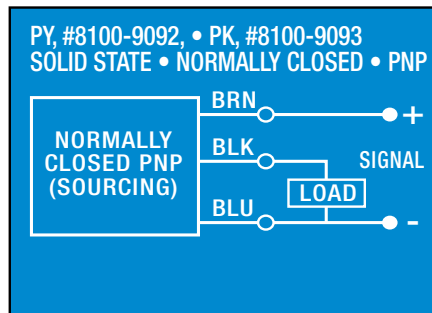 PY, #8100-9092, • PK, #8100-9093
SOLID STATE • NORMALLY CLOSED • PNP
NORMALLY
CLOSED PNP
(SOURCING)
BRN
+
BLK
SIGNAL
LOAD
BLU
-